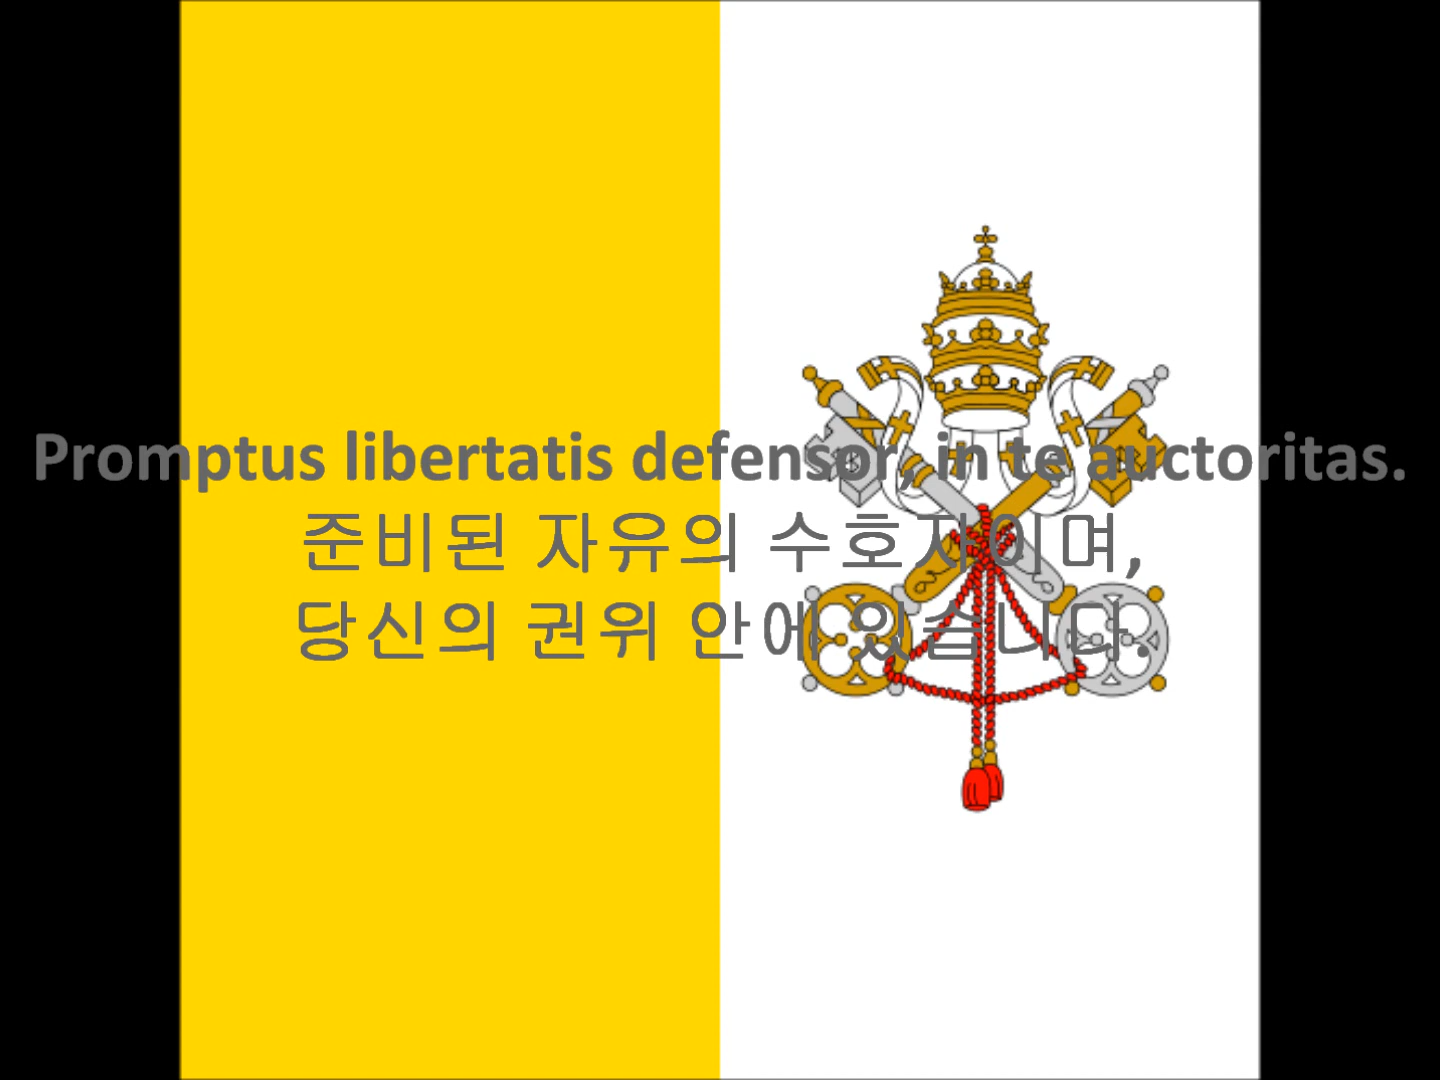 Promptus libertatis defensor, in te auctoritas.
준비된 자유의 수호자이며,
당신의 권위 안에 있습니다.